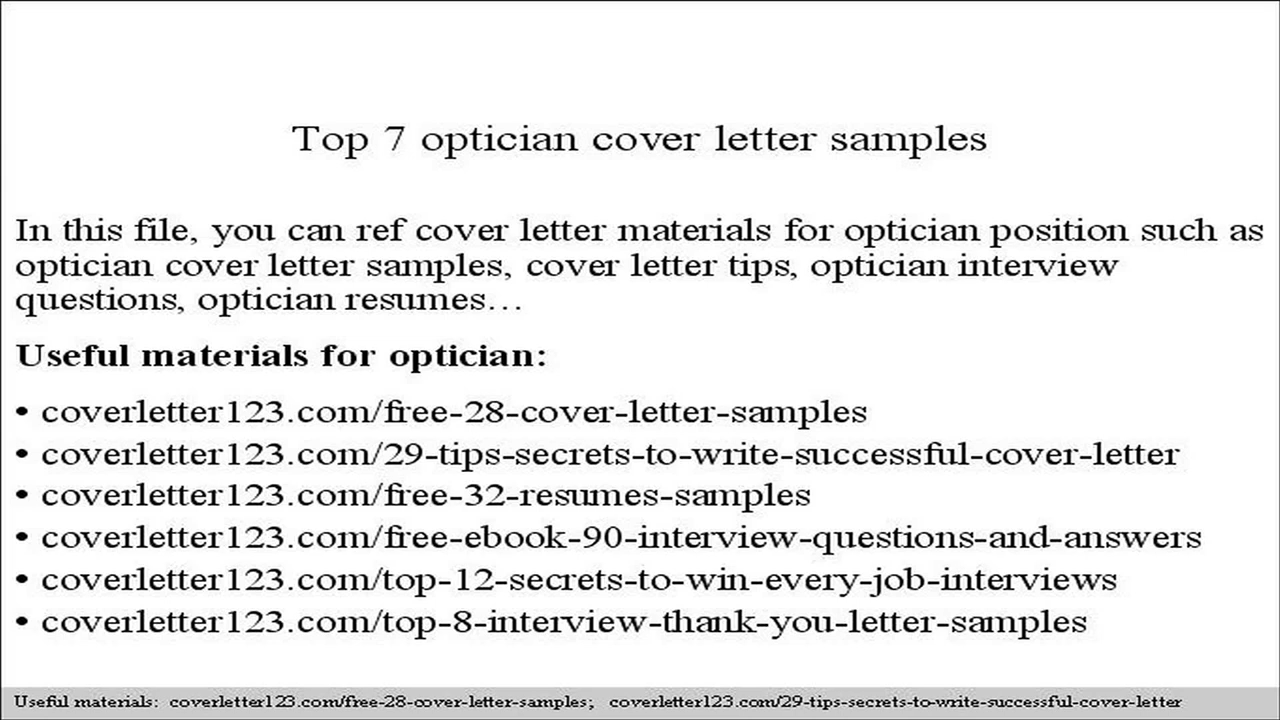 Top 7 optician cover letter samples
In this file, you can ref cover letter materials for optician position such as
optician cover letter samples, cover letter tips, optician interview
questions, optician resumes…
Useful materials for optician:
• coverletter123.com/free-28-cover-letter-samples
• coverletter123.com/29-tips-secrets-to-write-successful-cover-letter
• coverletter123.com/free-32-resumes-samples
• coverletter123.com/free-ebook-90-interview-questions-and-answers
• coverletter123.com/top-12-secrets-to-win-every-job-interviews
• coverletter123.com/top-8-interview-thank-you-letter-samples
Useful materials: coverletter123.com/free-28-cover-letter-samples; coverletter123.com/29-tips-secrets-to-write-successful-cover-letter